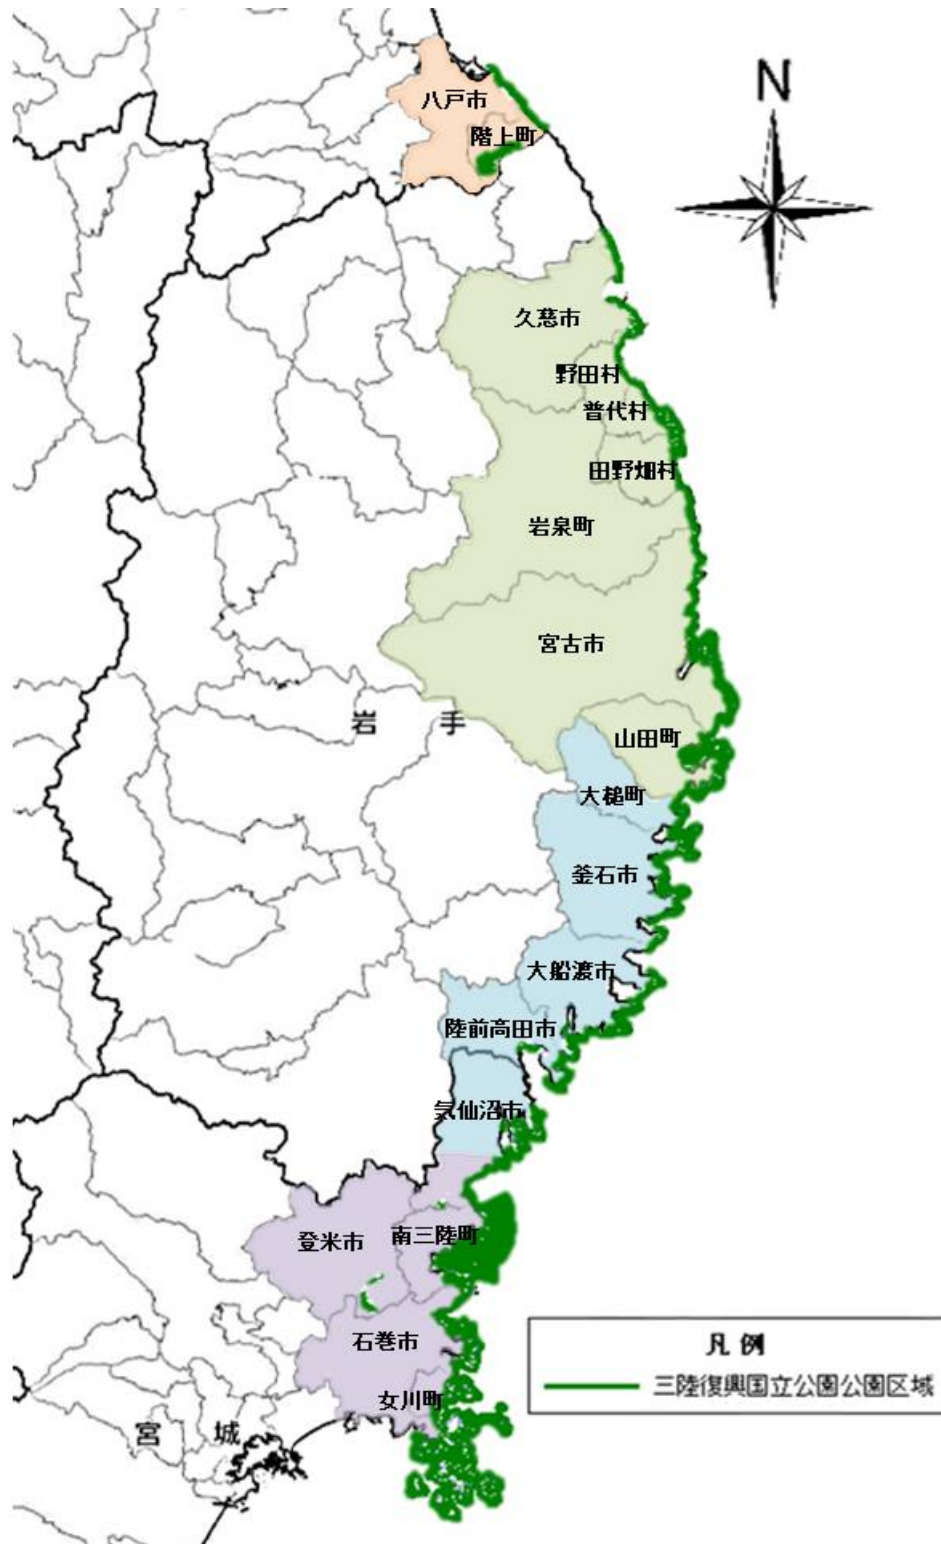 N
八戸市
階上町
久慈市
野田村
普代村
田野畑村
岩泉町
宮古市
岩手
山田町
大槌町
釜石市
大船渡市
陸前高田市
気仙沼市
登米市
南三陸町
石巻市
女川町
宮城
凡例
三陸復興国立公園公園区域